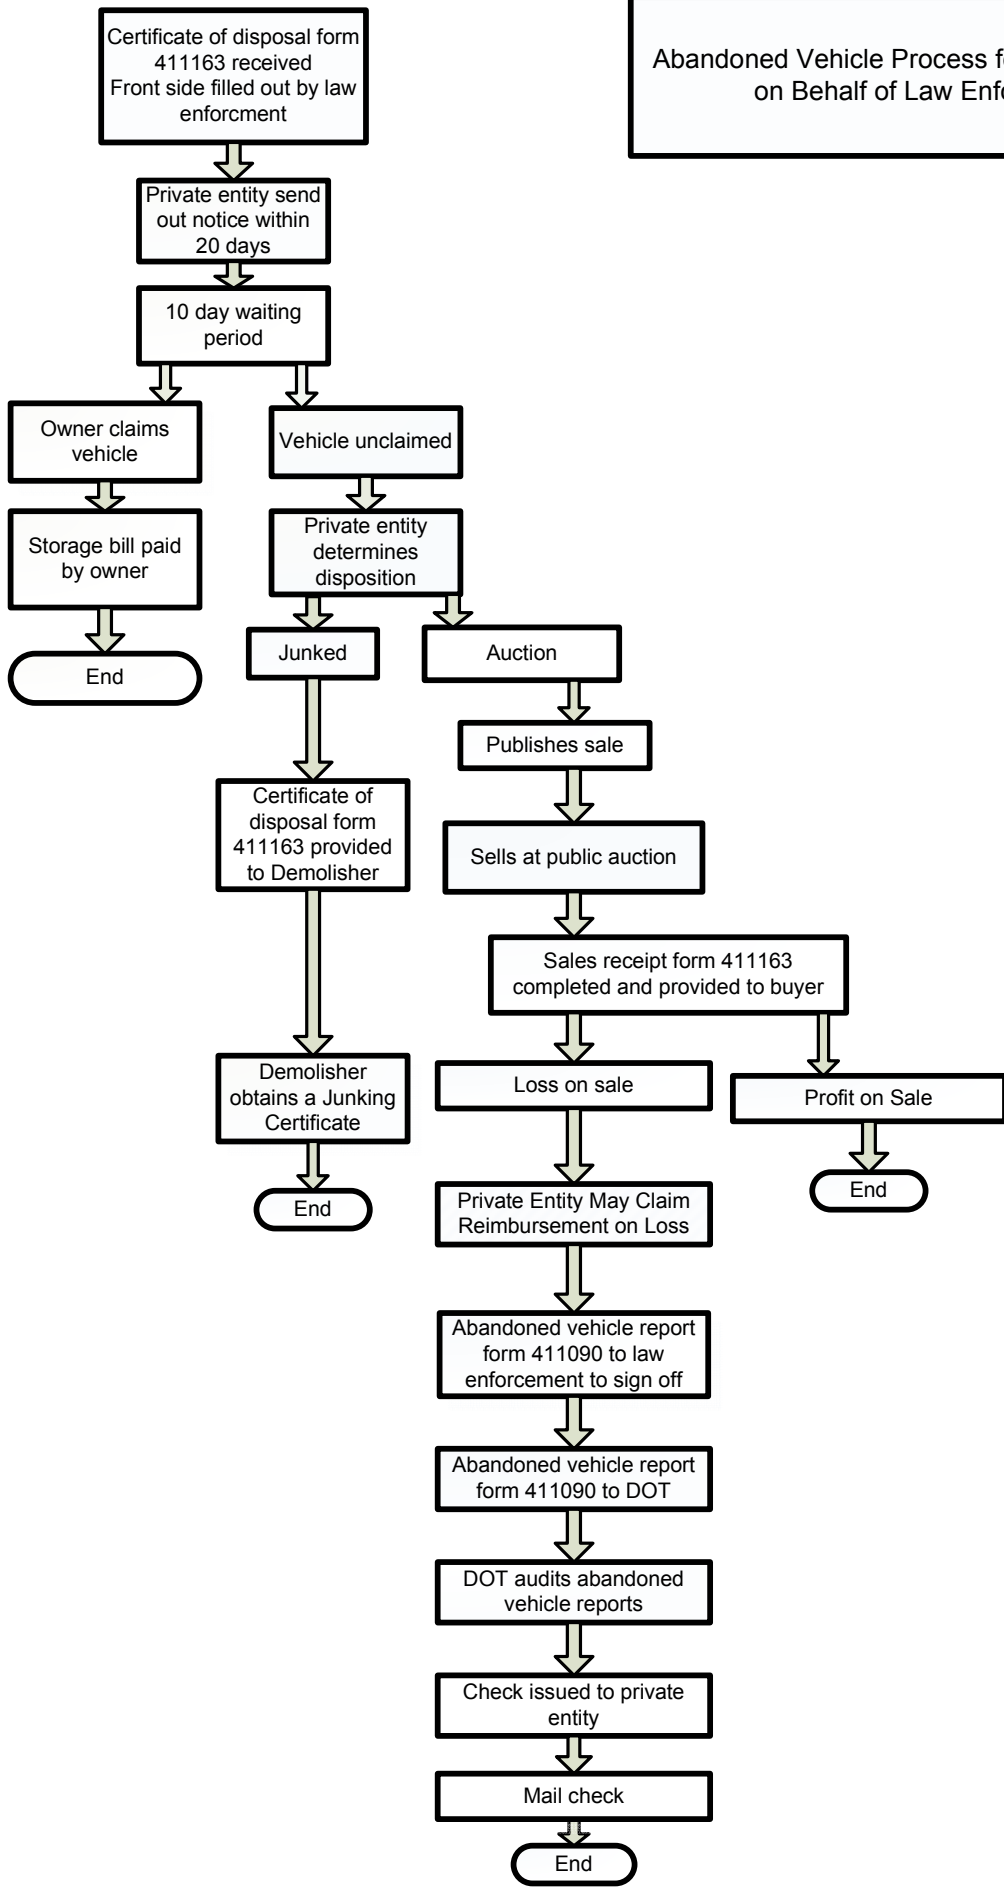 Certificate of disposal form
411163 received
Front side filled out by law
enforcment
Abandoned Vehicle Process
on Behalf of Law
Private entity send
out notice within
20 days
10 day waiting
period
Owner claims
vehicle
Vehicle unclaimed
Storage bill paid
by owner
Private entity
determines
disposition
End
Junked
Auction
Publishes sale
Certificate of
disposal form
411163 provided
to Demolisher
Sells at public auction
Sales receipt form 411163
completed and provided to buyer
Demolisher
obtains a Junking
Certificate
Loss on sale
Profit on Sale
End
End
Private Entity May Claim
Reimbursement on Loss
Abandoned vehicle report
form 411090 to law
enforcement to sign off
Abandoned vehicle report
form 411090 to DOT
DOT audits abandoned
vehicle reports
Check issued to private
entity
Mail check
End